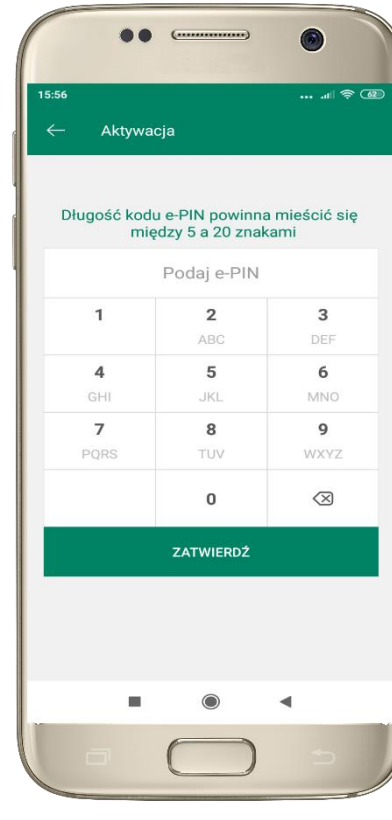 15:56 ... 62
Aktywacja
Długość kodu e-PIN powinna mieścić się
między 5 a 20 znakami
Podaj e-PIN
1 2 3
ABC DEF
4 5 6
GHI JKL MNO
7 8 9
PQRS TUV WXYZ
0
ZATWIERDŹ